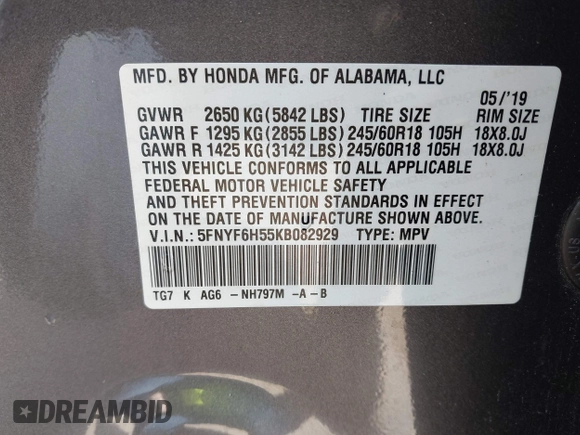 MFD. BY HONDA MFG. OF ALABAMA, LLC
05/'19
GVWR 2650 KG(5842 LBS) TIRE SIZE RIM SIZE
GAWR F 1295 KG(2855 LBS)245/60R18 105H 18X8.0J
GAWR R 1425 KG(3142 LBS)245/60R18 105H 18X8.0J
THIS VEHICLE CONFORMS TO ALL APPLICABLE
FEDERAL MOTOR VEHICLE SAFETY
AND THEFT PREVENTION STANDARDS IN EFFECT
ON THE DATE OF MANUFACTURE SHOWN ABOVE.
V.I.N.: 5FNYF6H55KB082929 TYPE: MPV
TG7 K AG6 -NH797M -A-B
DREAMBID